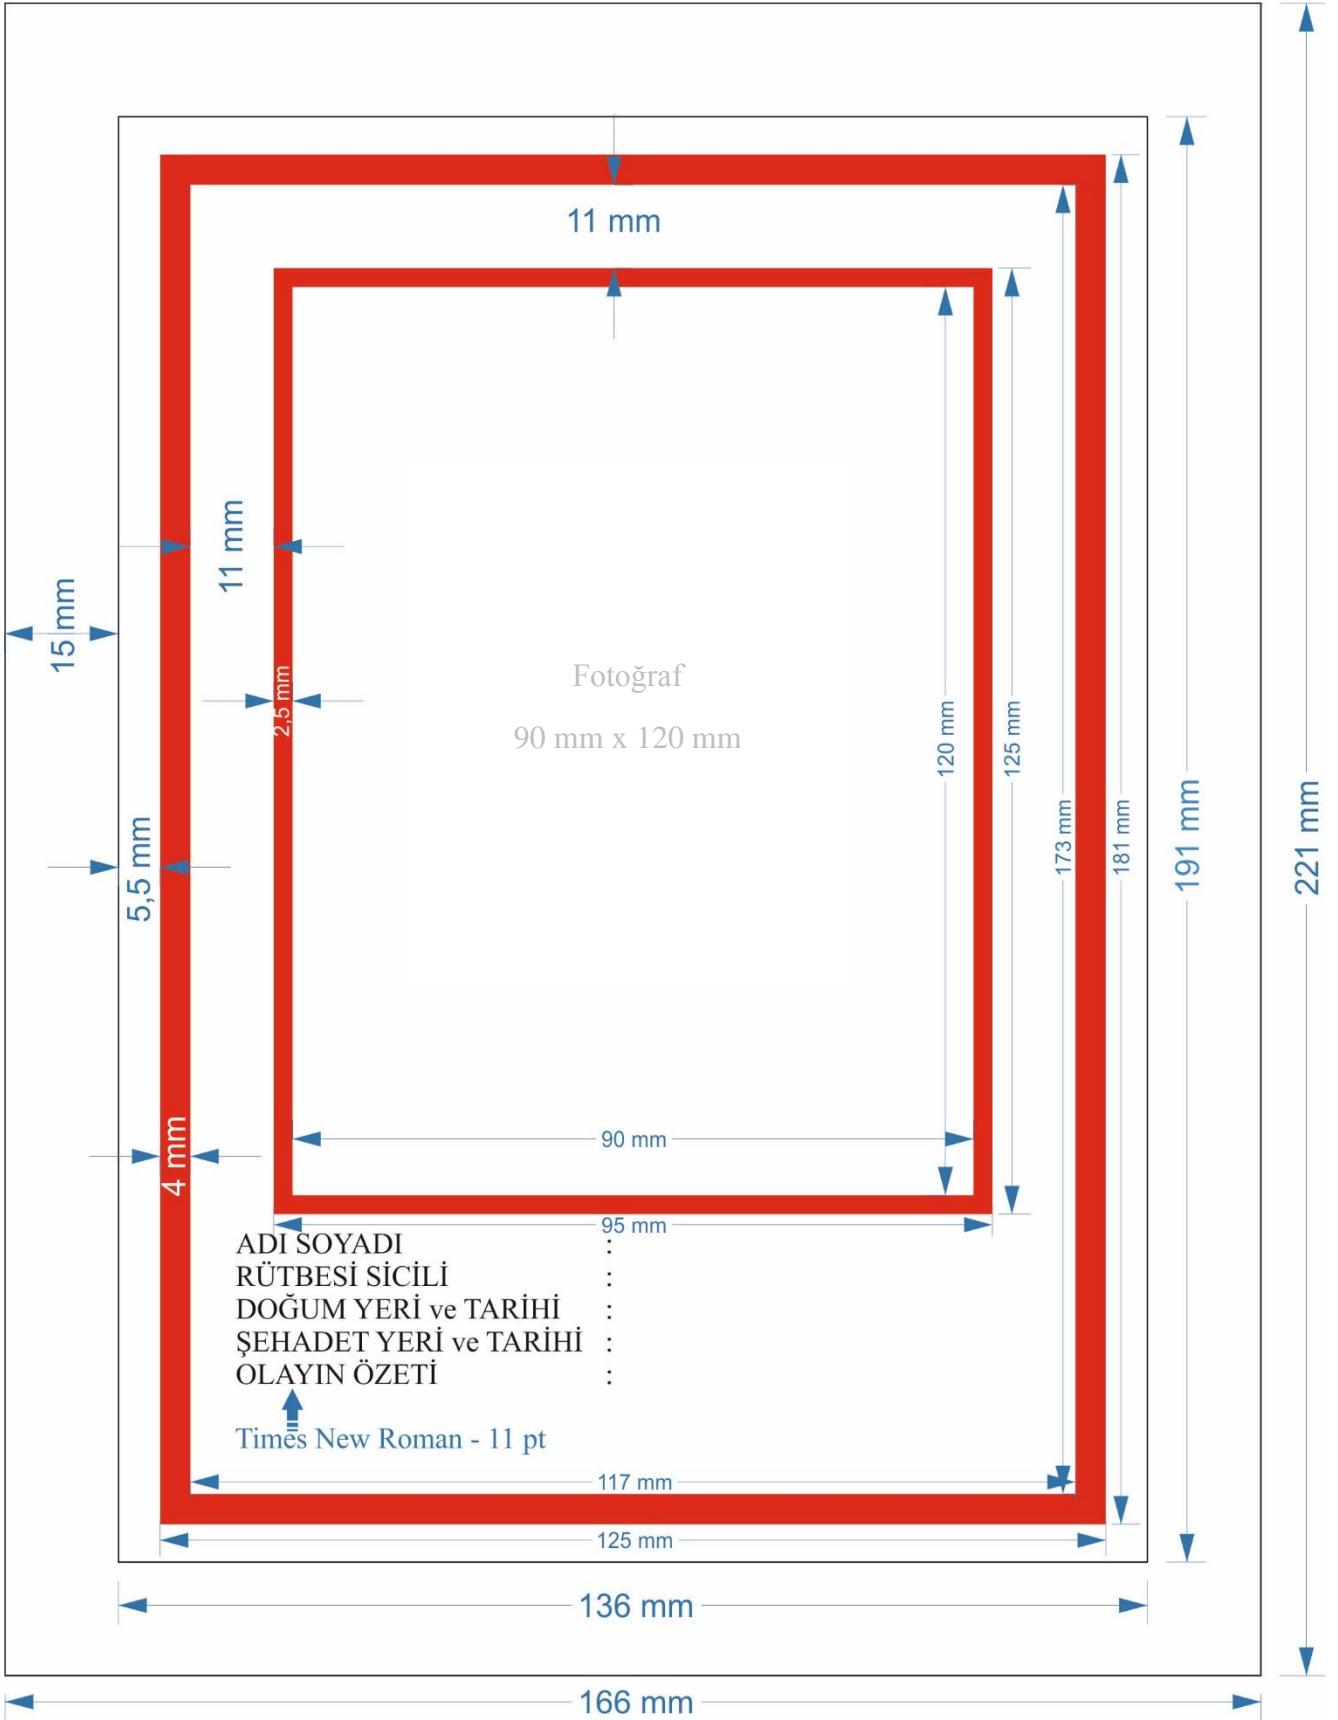 11 mm
11 mm
15 mm
2,5 mm
Fotoğraf
90 mm x 120 mm
120 mm
125 mm
173 mm
181 mm
191 mm
221 mm
5,5 mm
4 mm
90 mm
95 mm
ADI SOYADI :
RÜTBESİ SİCİLİ :
DOĞUM YERİ ve TARİHİ :
ŞEHADET YERİ ve TARİHİ :
OLAYIN ÖZETİ :
Times New Roman - 11 pt
117 mm
125 mm
136 mm
166 mm